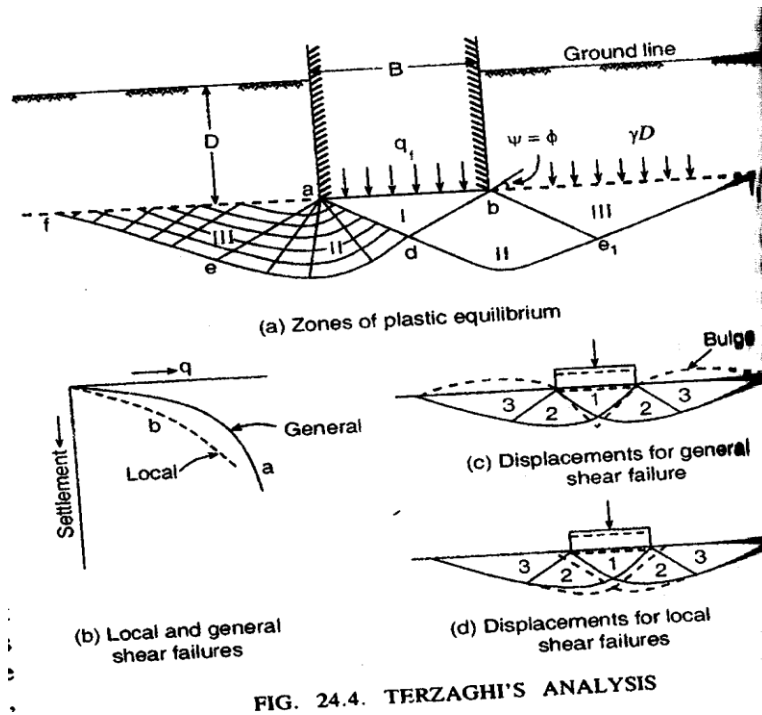 Ground line
B
D
ψ = ϕ
γD
q_f
a
b
I
III
f
III
II
d
II
e₁
e
(a) Zones of plastic equilibrium
q
Bulge
b
General
3
2
1
2
3
Local
a
Settlement
(c) Displacements for general
shear failure
3
2
1
2
3
(b) Local and general
shear failures
(d) Displacements for local
shear failures
FIG. 24.4. TERZAGHI'S ANALYSIS